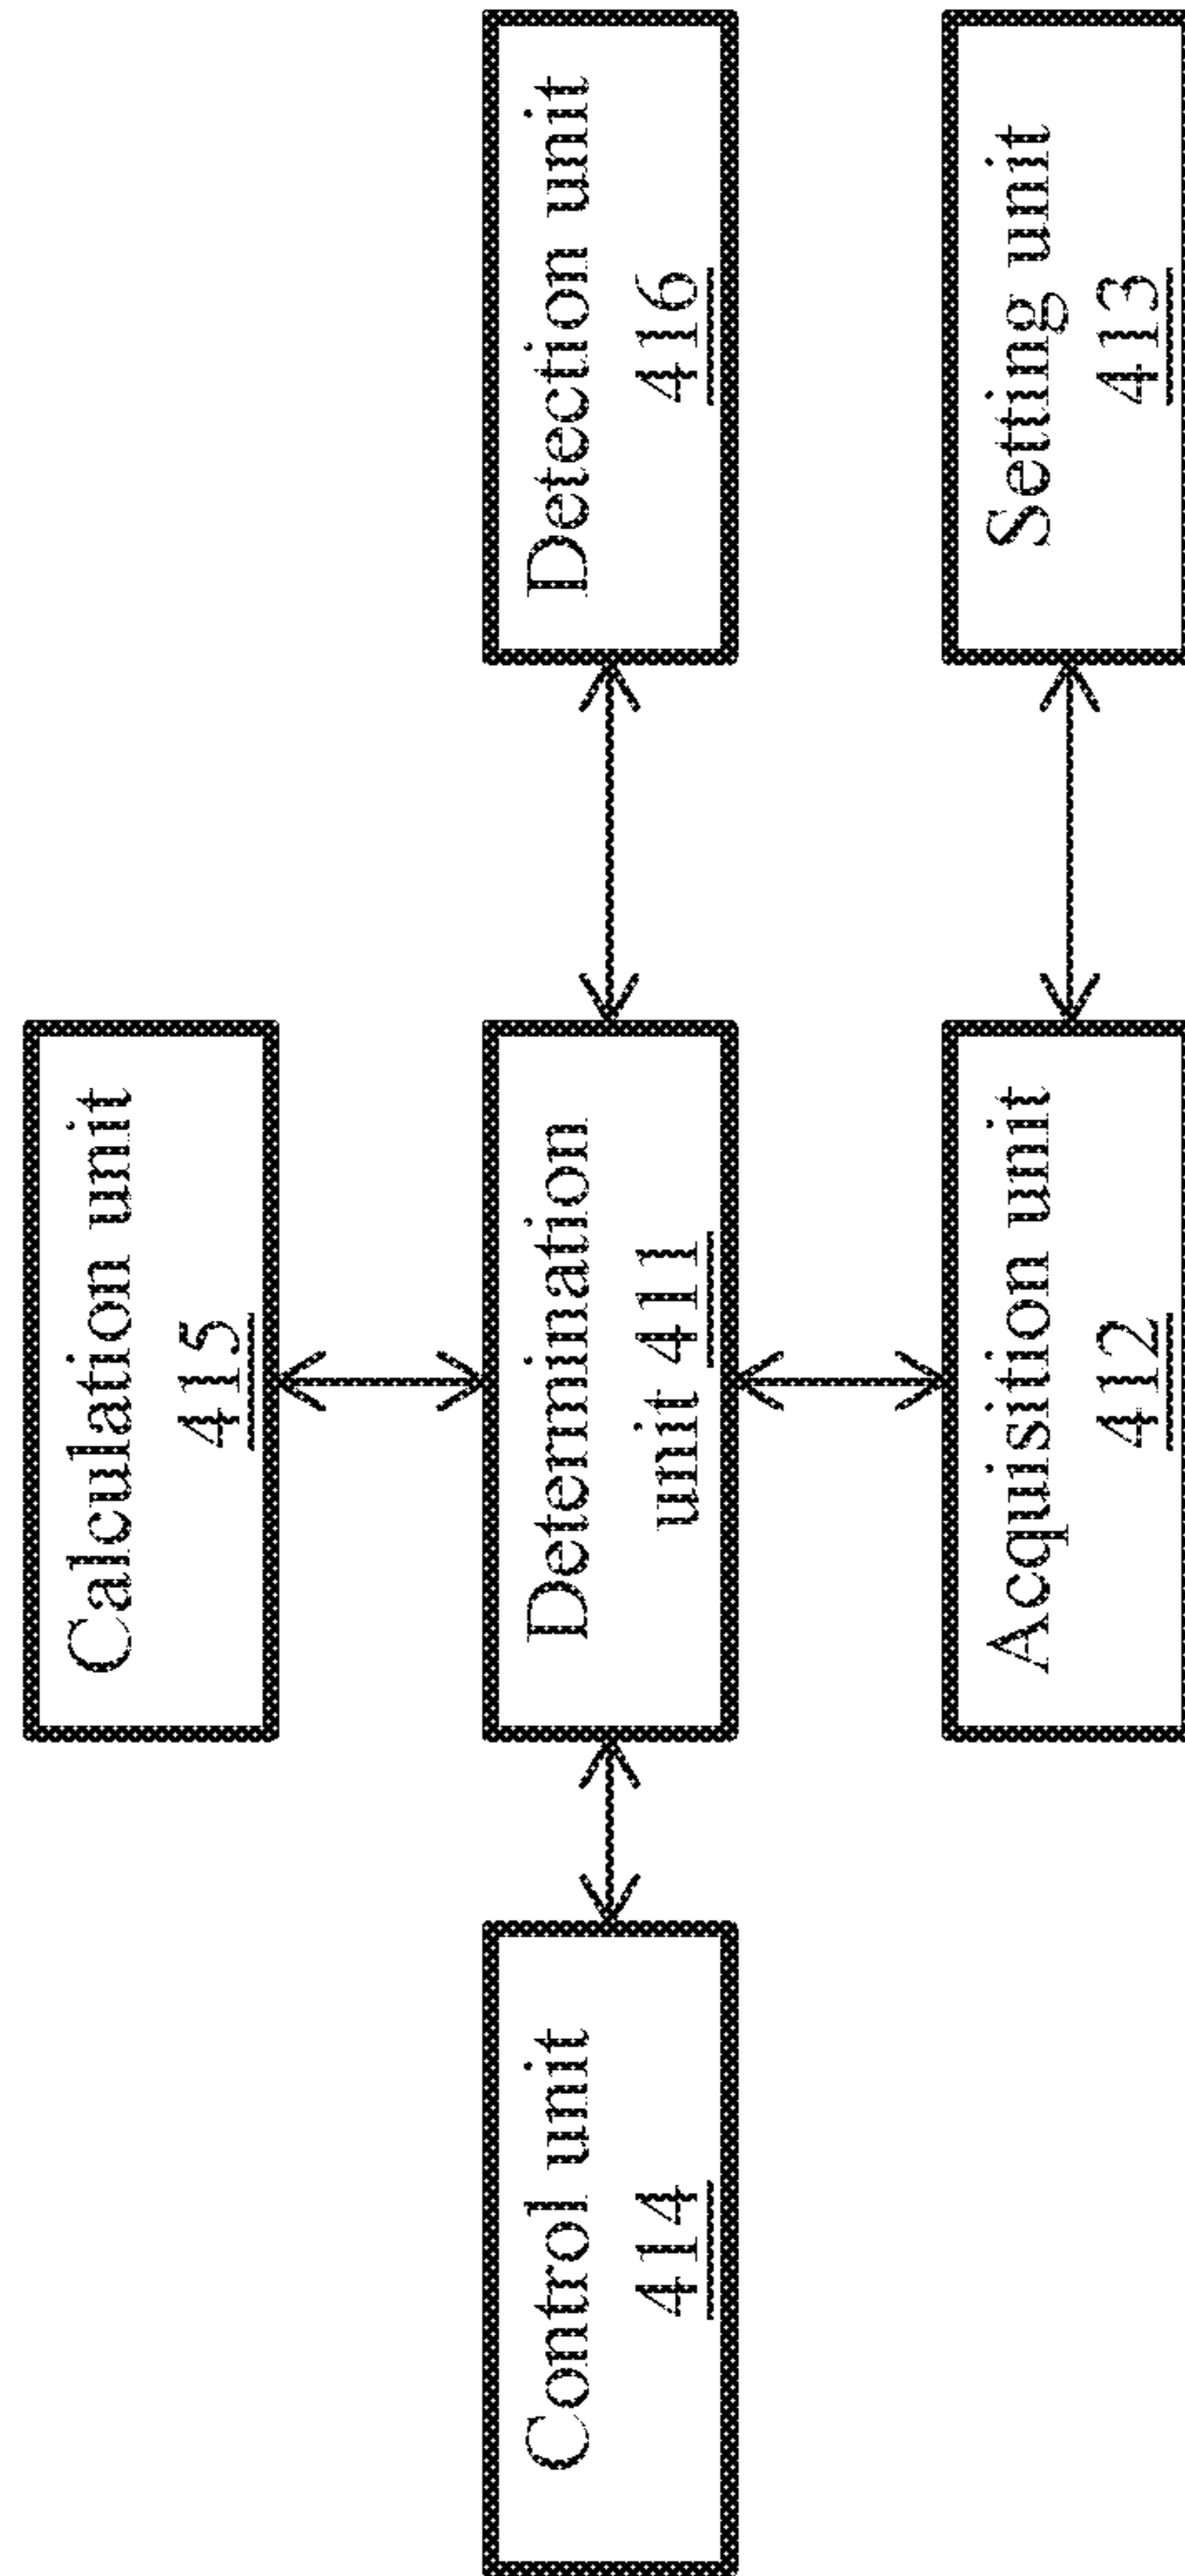 Calculation unit
415
Control unit
414
Determination
unit 411
Detection unit
416
Acquisition unit
412
Setting unit
413